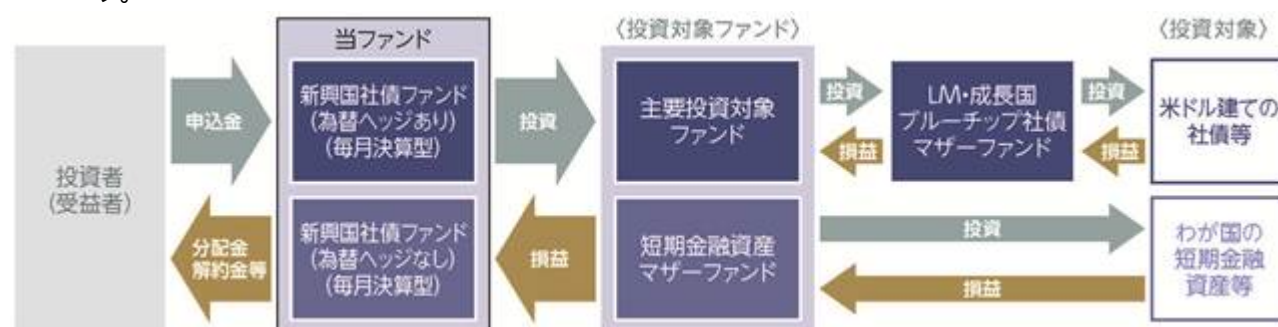 す。
当ファンド
〈投資対象ファンド〉
〈投資対象〉
投資者
(受益者)
申込金
分配金
解約金等
新興国社債ファンド
(為替ヘッジあり)
(毎月決算型)
新興国社債ファンド
(為替ヘッジなし)
(毎月決算型)
投資
損益
主要投資対象
ファンド
短期金融資産
マザーファンド
投資
損益
LM・成長国
ブルーチップ社債
マザーファンド
投資
損益
米ドル建ての
社債等
投資
損益
わが国の
短期金融
資産等